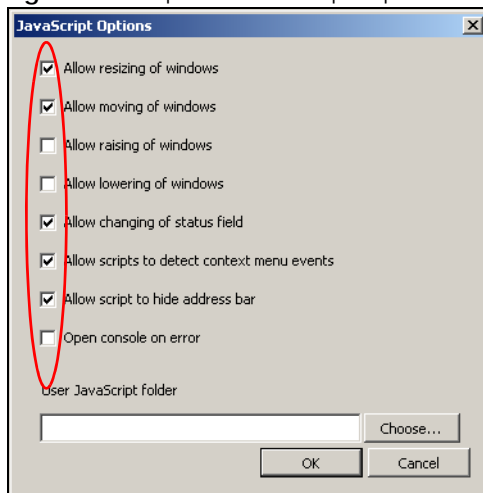 JavaScript Options
Allow resizing of windows
Allow moving of windows
Allow raising of windows
Allow lowering of windows
Allow changing of status field
Allow scripts to detect context menu events
Allow script to hide address bar
Open console on error
User JavaScript folder
Choose...
OK Cancel